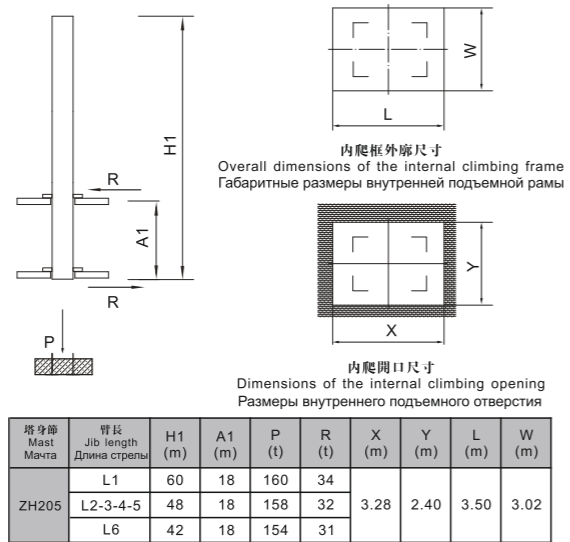 H1
R
A1
R
P
W
L
内爬框外廓尺寸
Overall dimensions of the internal climbing frame
Габаритные размеры внутренней подъемной рамы
Y
X
内爬開口尺寸
Dimensions of the internal climbing opening
Размеры внутреннего подъемного отверстия
塔身節 臂長 H1 A1 P R X Y L W
Mast Jib length (m) (m) (t) (t) (m) (m) (m) (m)
Мачта Длина стрелы
L1 60 18 160 34
ZH205 L2-3-4-5 48 18 158 32 3.28 2.40 3.50 3.02
L6 42 18 154 31